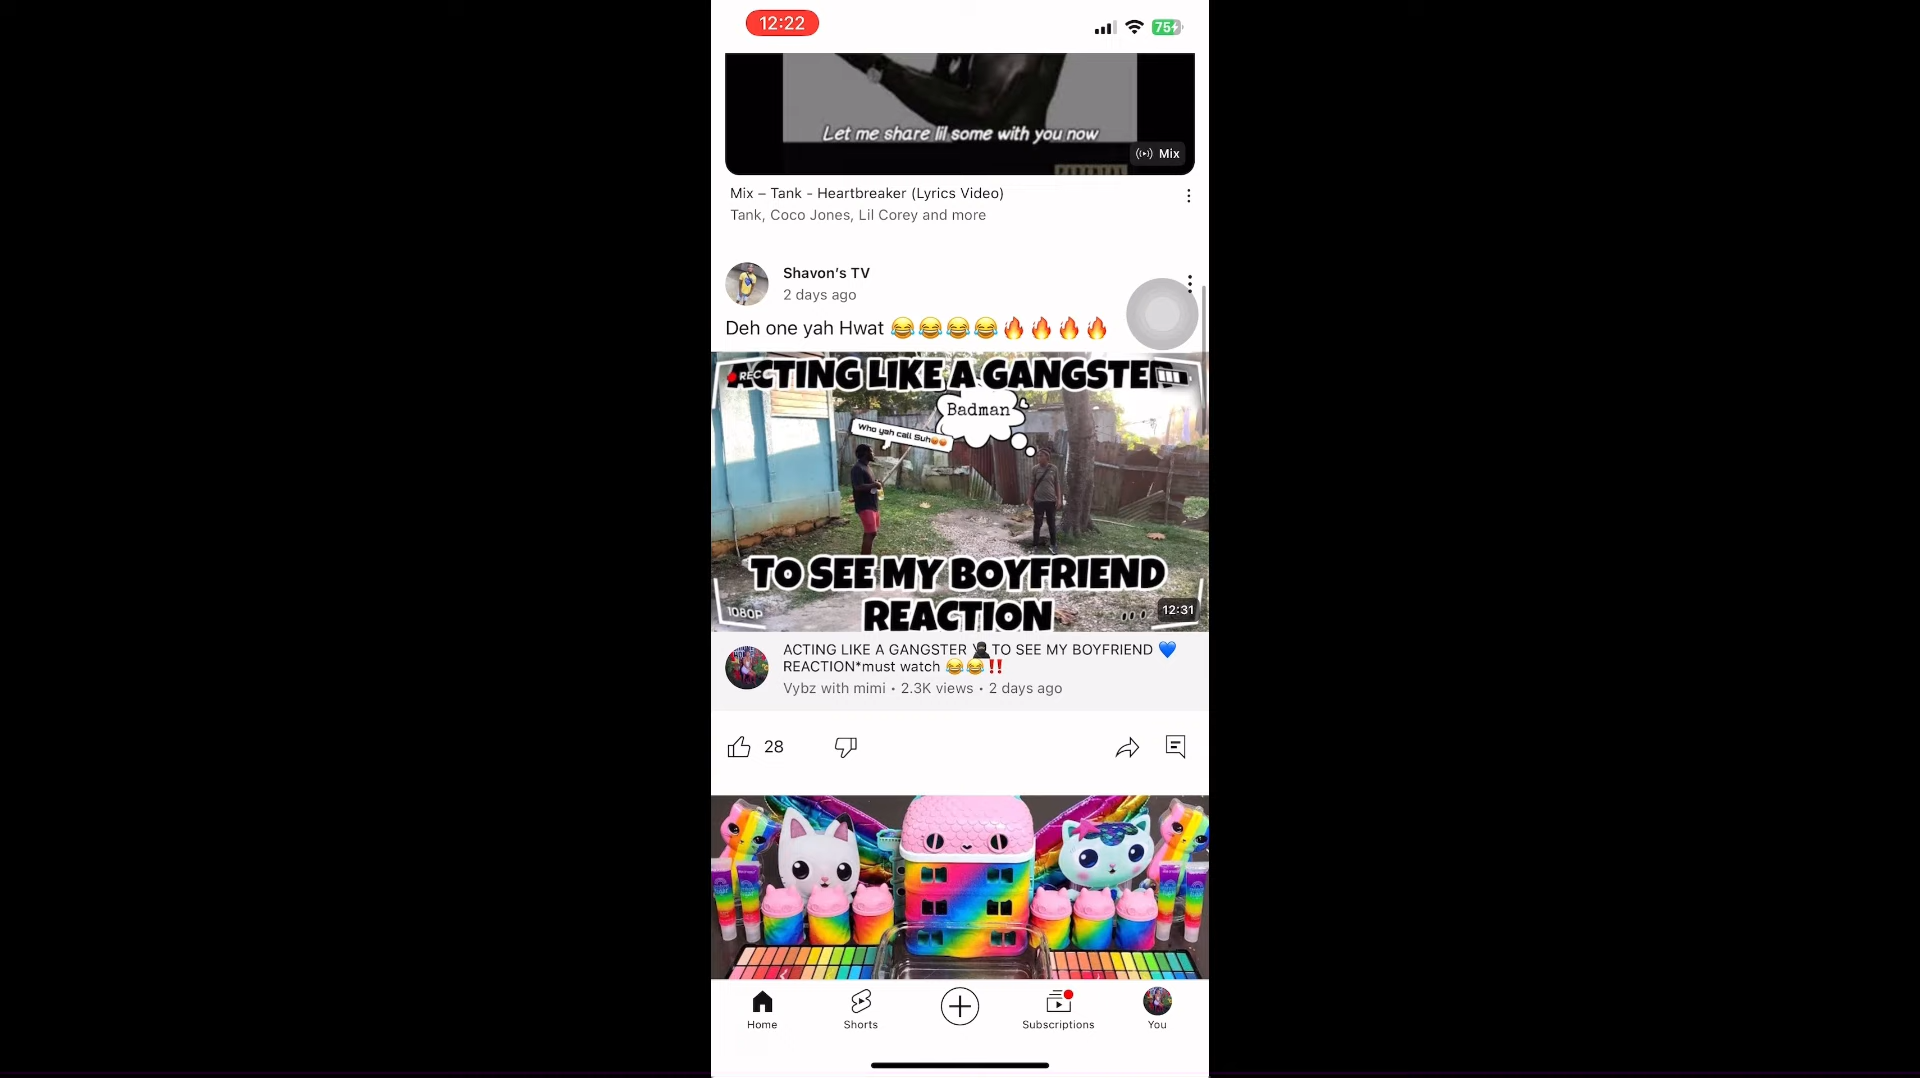 12:22
75
Let me share lil some with you now
Mix
PARENTAL
Mix – Tank - Heartbreaker (Lyrics Video)
Tank, Coco Jones, Lil Corey and more
Shavon's TV
2 days ago
Deh one yah Hwat 😂😂😂😂🔥🔥🔥🔥
REC
ACTING LIKE A GANGSTER
Badman
Who yah call Suh😡😡
TO SEE MY BOYFRIEND
REACTION
1080P
12:31
ACTING LIKE A GANGSTER 🥷TO SEE MY BOYFRIEND 💙
REACTION*must watch 😂😂‼️
Vybz with mimi • 2.3K views • 2 days ago
28
Home
Shorts
Subscriptions
You